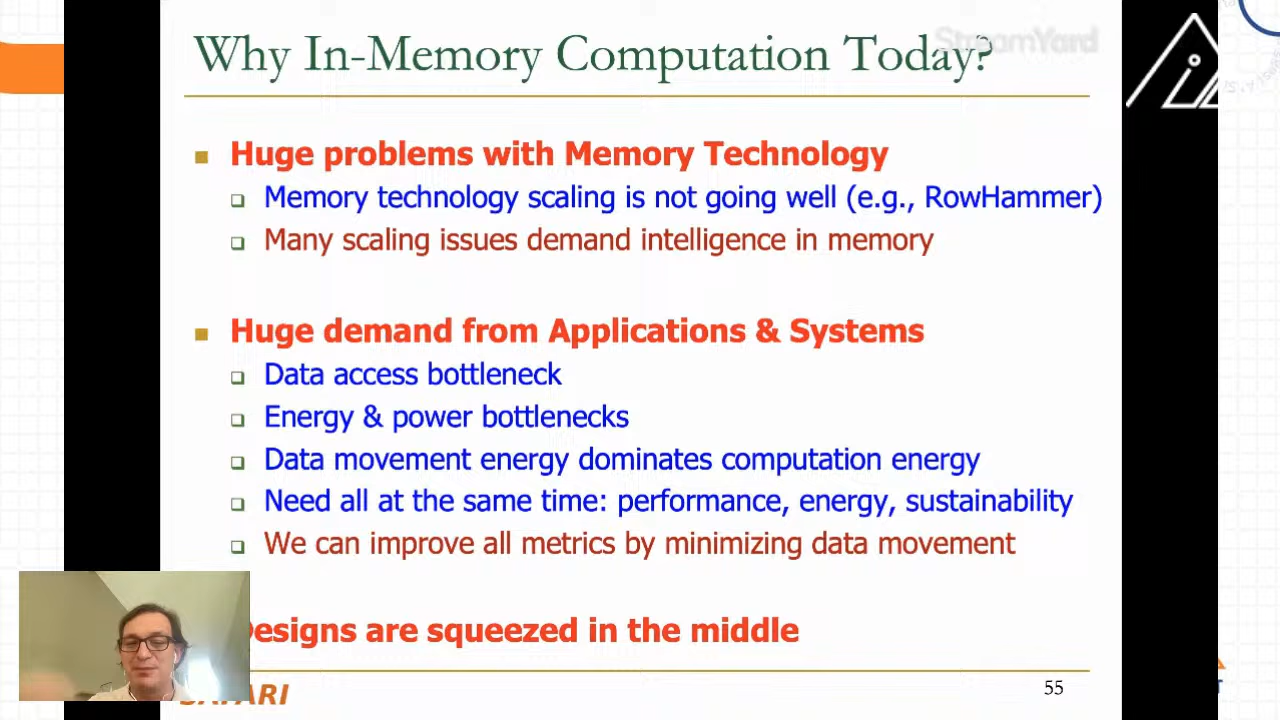 Why In-Memory Computation Today?
StreamYard
Huge problems with Memory Technology
Memory technology scaling is not going well (e.g., RowHammer)
Many scaling issues demand intelligence in memory
Huge demand from Applications & Systems
Data access bottleneck
Energy & power bottlenecks
Data movement energy dominates computation energy
Need all at the same time: performance, energy, sustainability
We can improve all metrics by minimizing data movement
Designs are squeezed in the middle
SAFARI
55